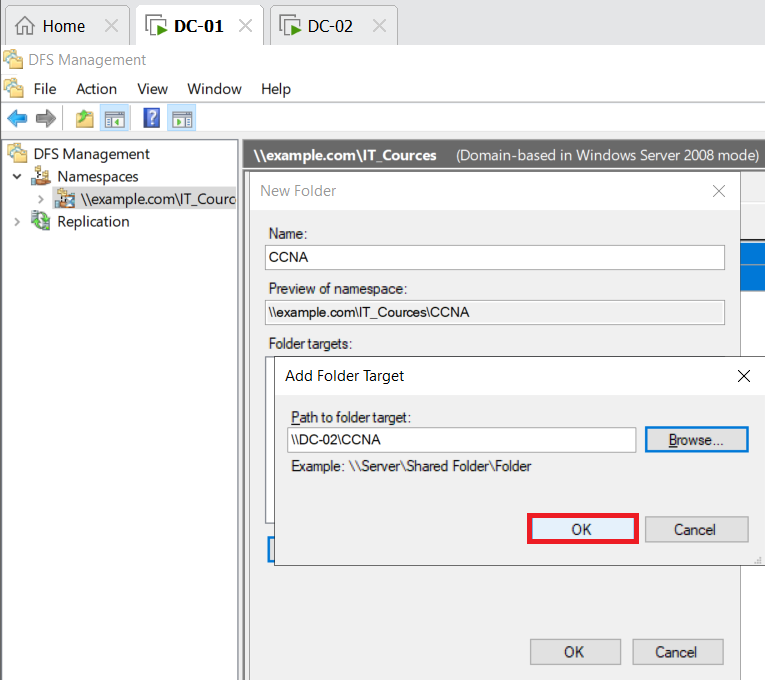 Home
DC-01
DC-02
DFS Management
File Action View Window Help
DFS Management
Namespaces
\\example.com\IT_Courc
Replication
\\example.com\IT_Cources (Domain-based in Windows Server 2008 mode)
New Folder
Name:
CCNA
Preview of namespace:
\\example.com\IT_Cources\CCNA
Folder targets:
Add Folder Target
Path to folder target:
\\DC-02\CCNA
Browse...
Example: \\Server\Shared Folder\Folder
OK
Cancel
OK
Cancel